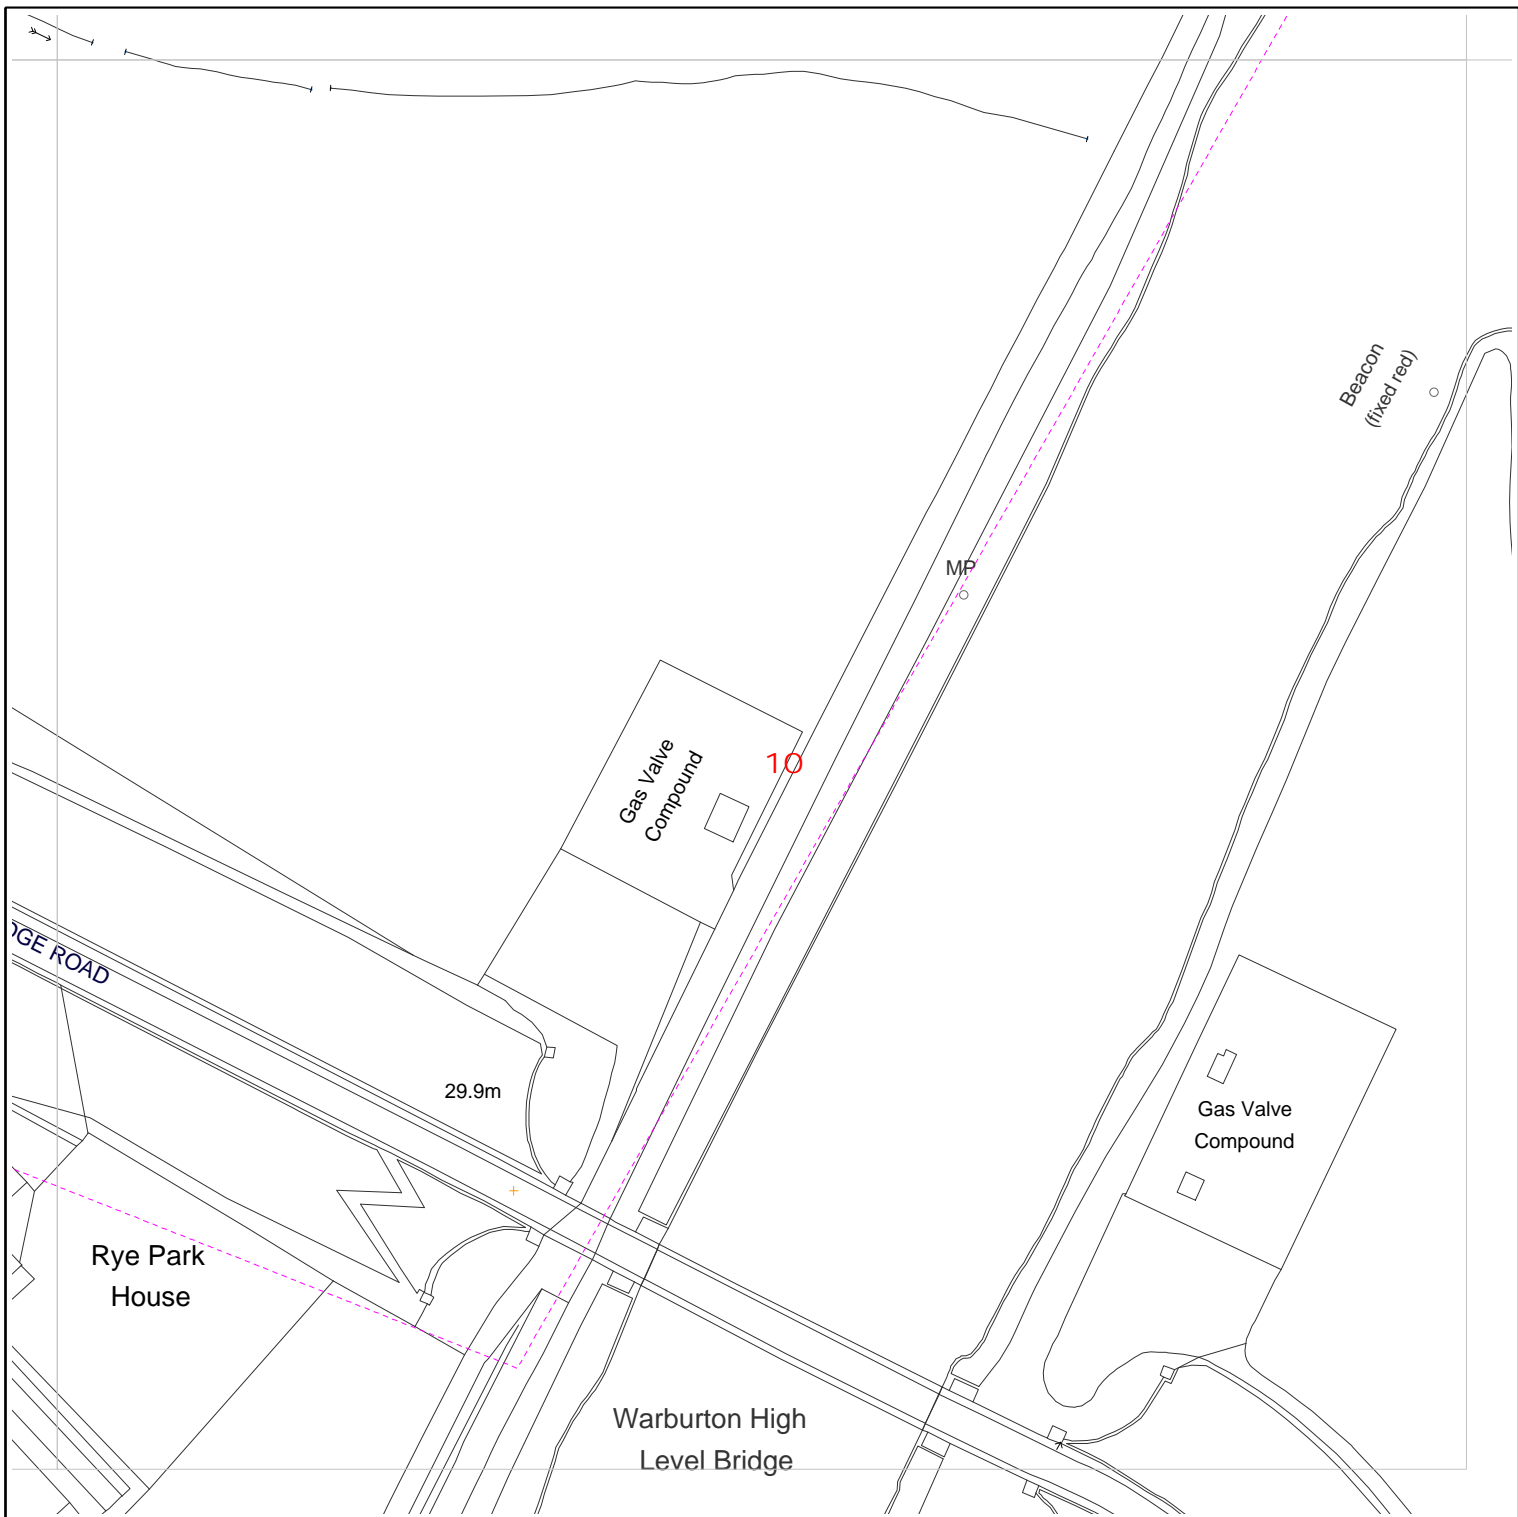 Beacon
(fixed red)
MP
10
Gas Valve
Compound
DGE ROAD
29.9m
Gas Valve
Compound
Rye Park
House
Warburton High
Level Bridge